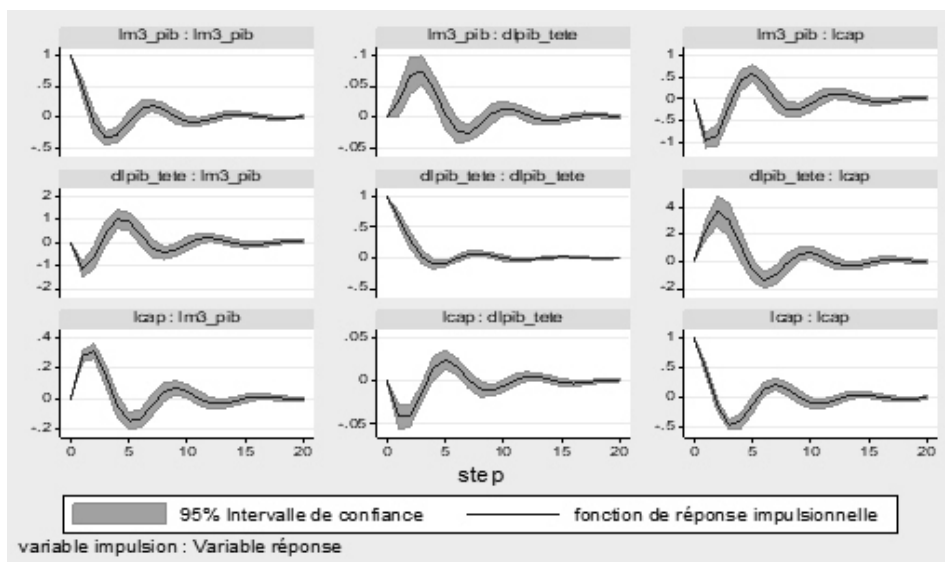 lm3_pib : lm3_pib
lm3_pib : dlpib_tete
lm3_pib : lcap
1
.5
0
-.5
.1
.05
0
-.05
1
.5
0
-.5
-1
dlpib_tete : lm3_pib
dlpib_tete : dlpib_tete
dlpib_tete : lcap
2
1
0
-1
-2
1
.5
0
-.5
4
2
0
-2
lcap : lm3_pib
lcap : dlpib_tete
lcap : lcap
.4
.2
0
-.2
.05
0
-.05
1
.5
0
-.5
0 5 10 15 20
0 5 10 15 20
0 5 10 15 20
step
95% Intervalle de confiance
fonction de réponse impulsionnelle
variable impulsion : Variable réponse